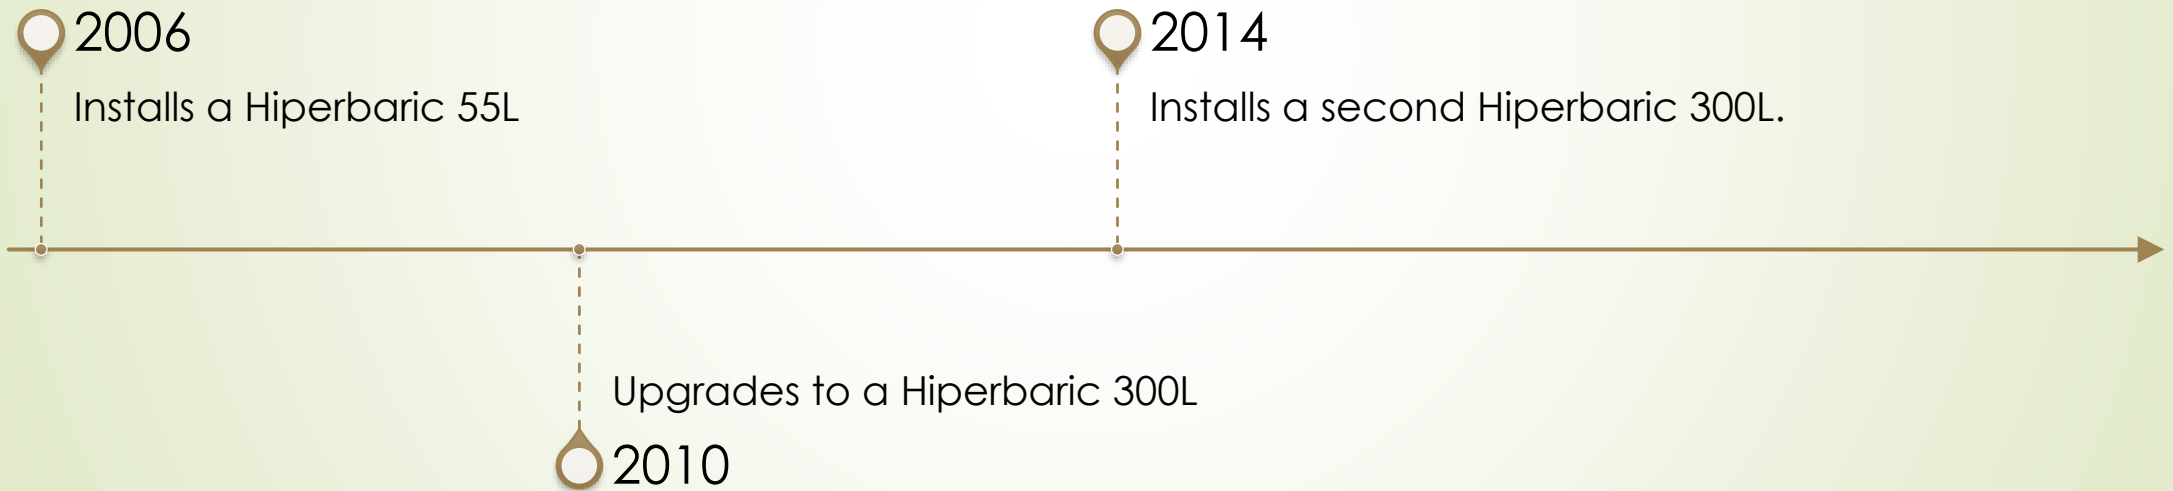 2006
Installs a Hiperbaric 55L
2014
Installs a second Hiperbaric 300L.
Upgrades to a Hiperbaric 300L
2010